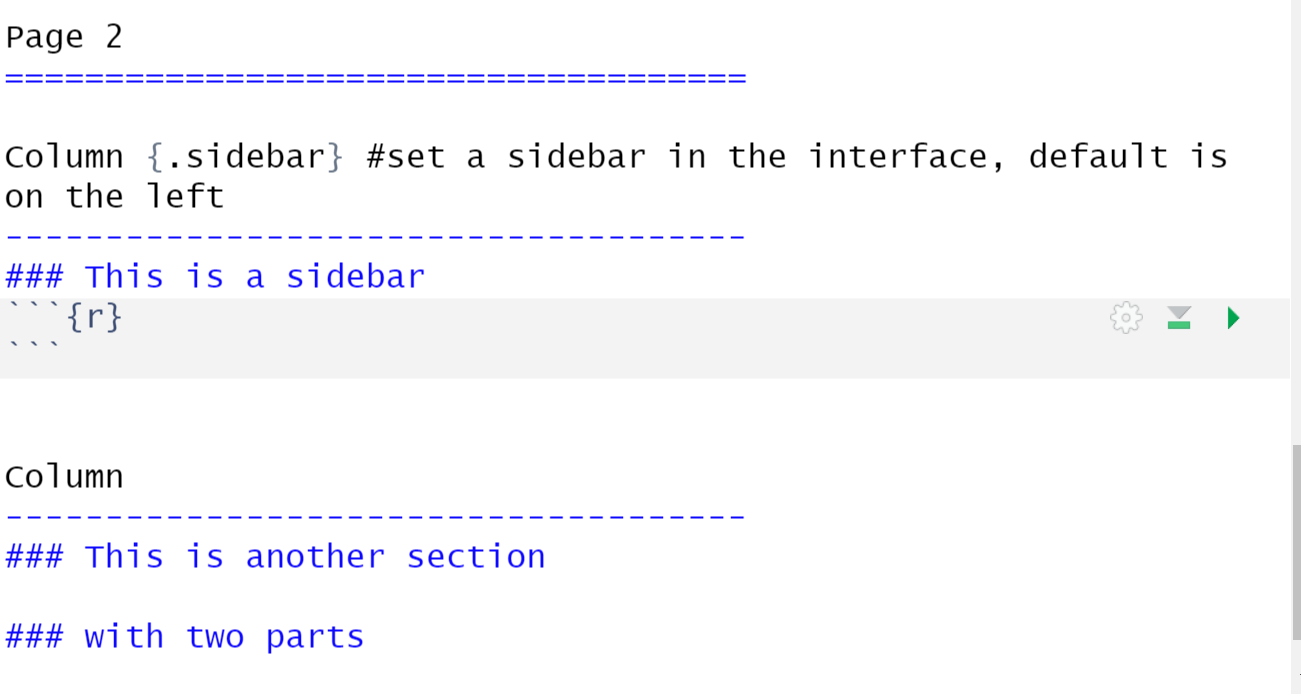 Page 2
=====================================
Column {.sidebar} #set a sidebar in the interface, default is
on the left
-------------------------------------
### This is a sidebar
```{r}
```
Column
-------------------------------------
### This is another section
### with two parts